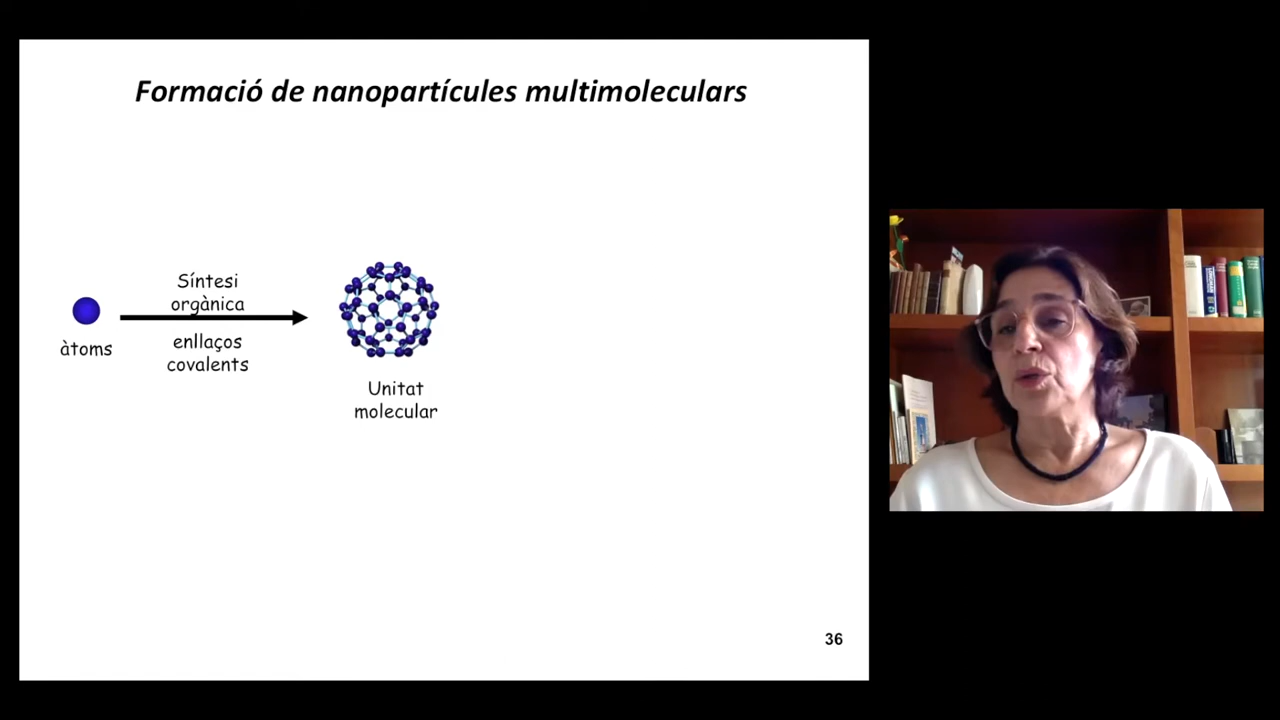 Formació de nanopartícules multimoleculars
Síntesi
orgànica
àtoms
enllaços
covalents
Unitat
molecular
36